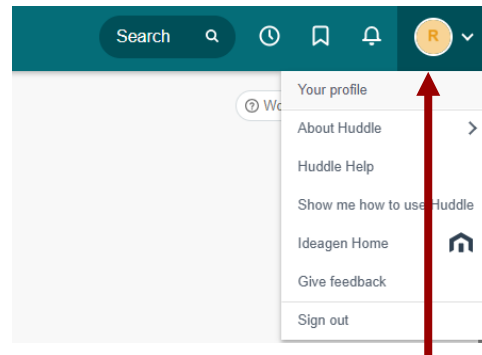 Search
R
Wo
Your profile
About Huddle
Huddle Help
Show me how to use Huddle
Ideagen Home
Give feedback
Sign out